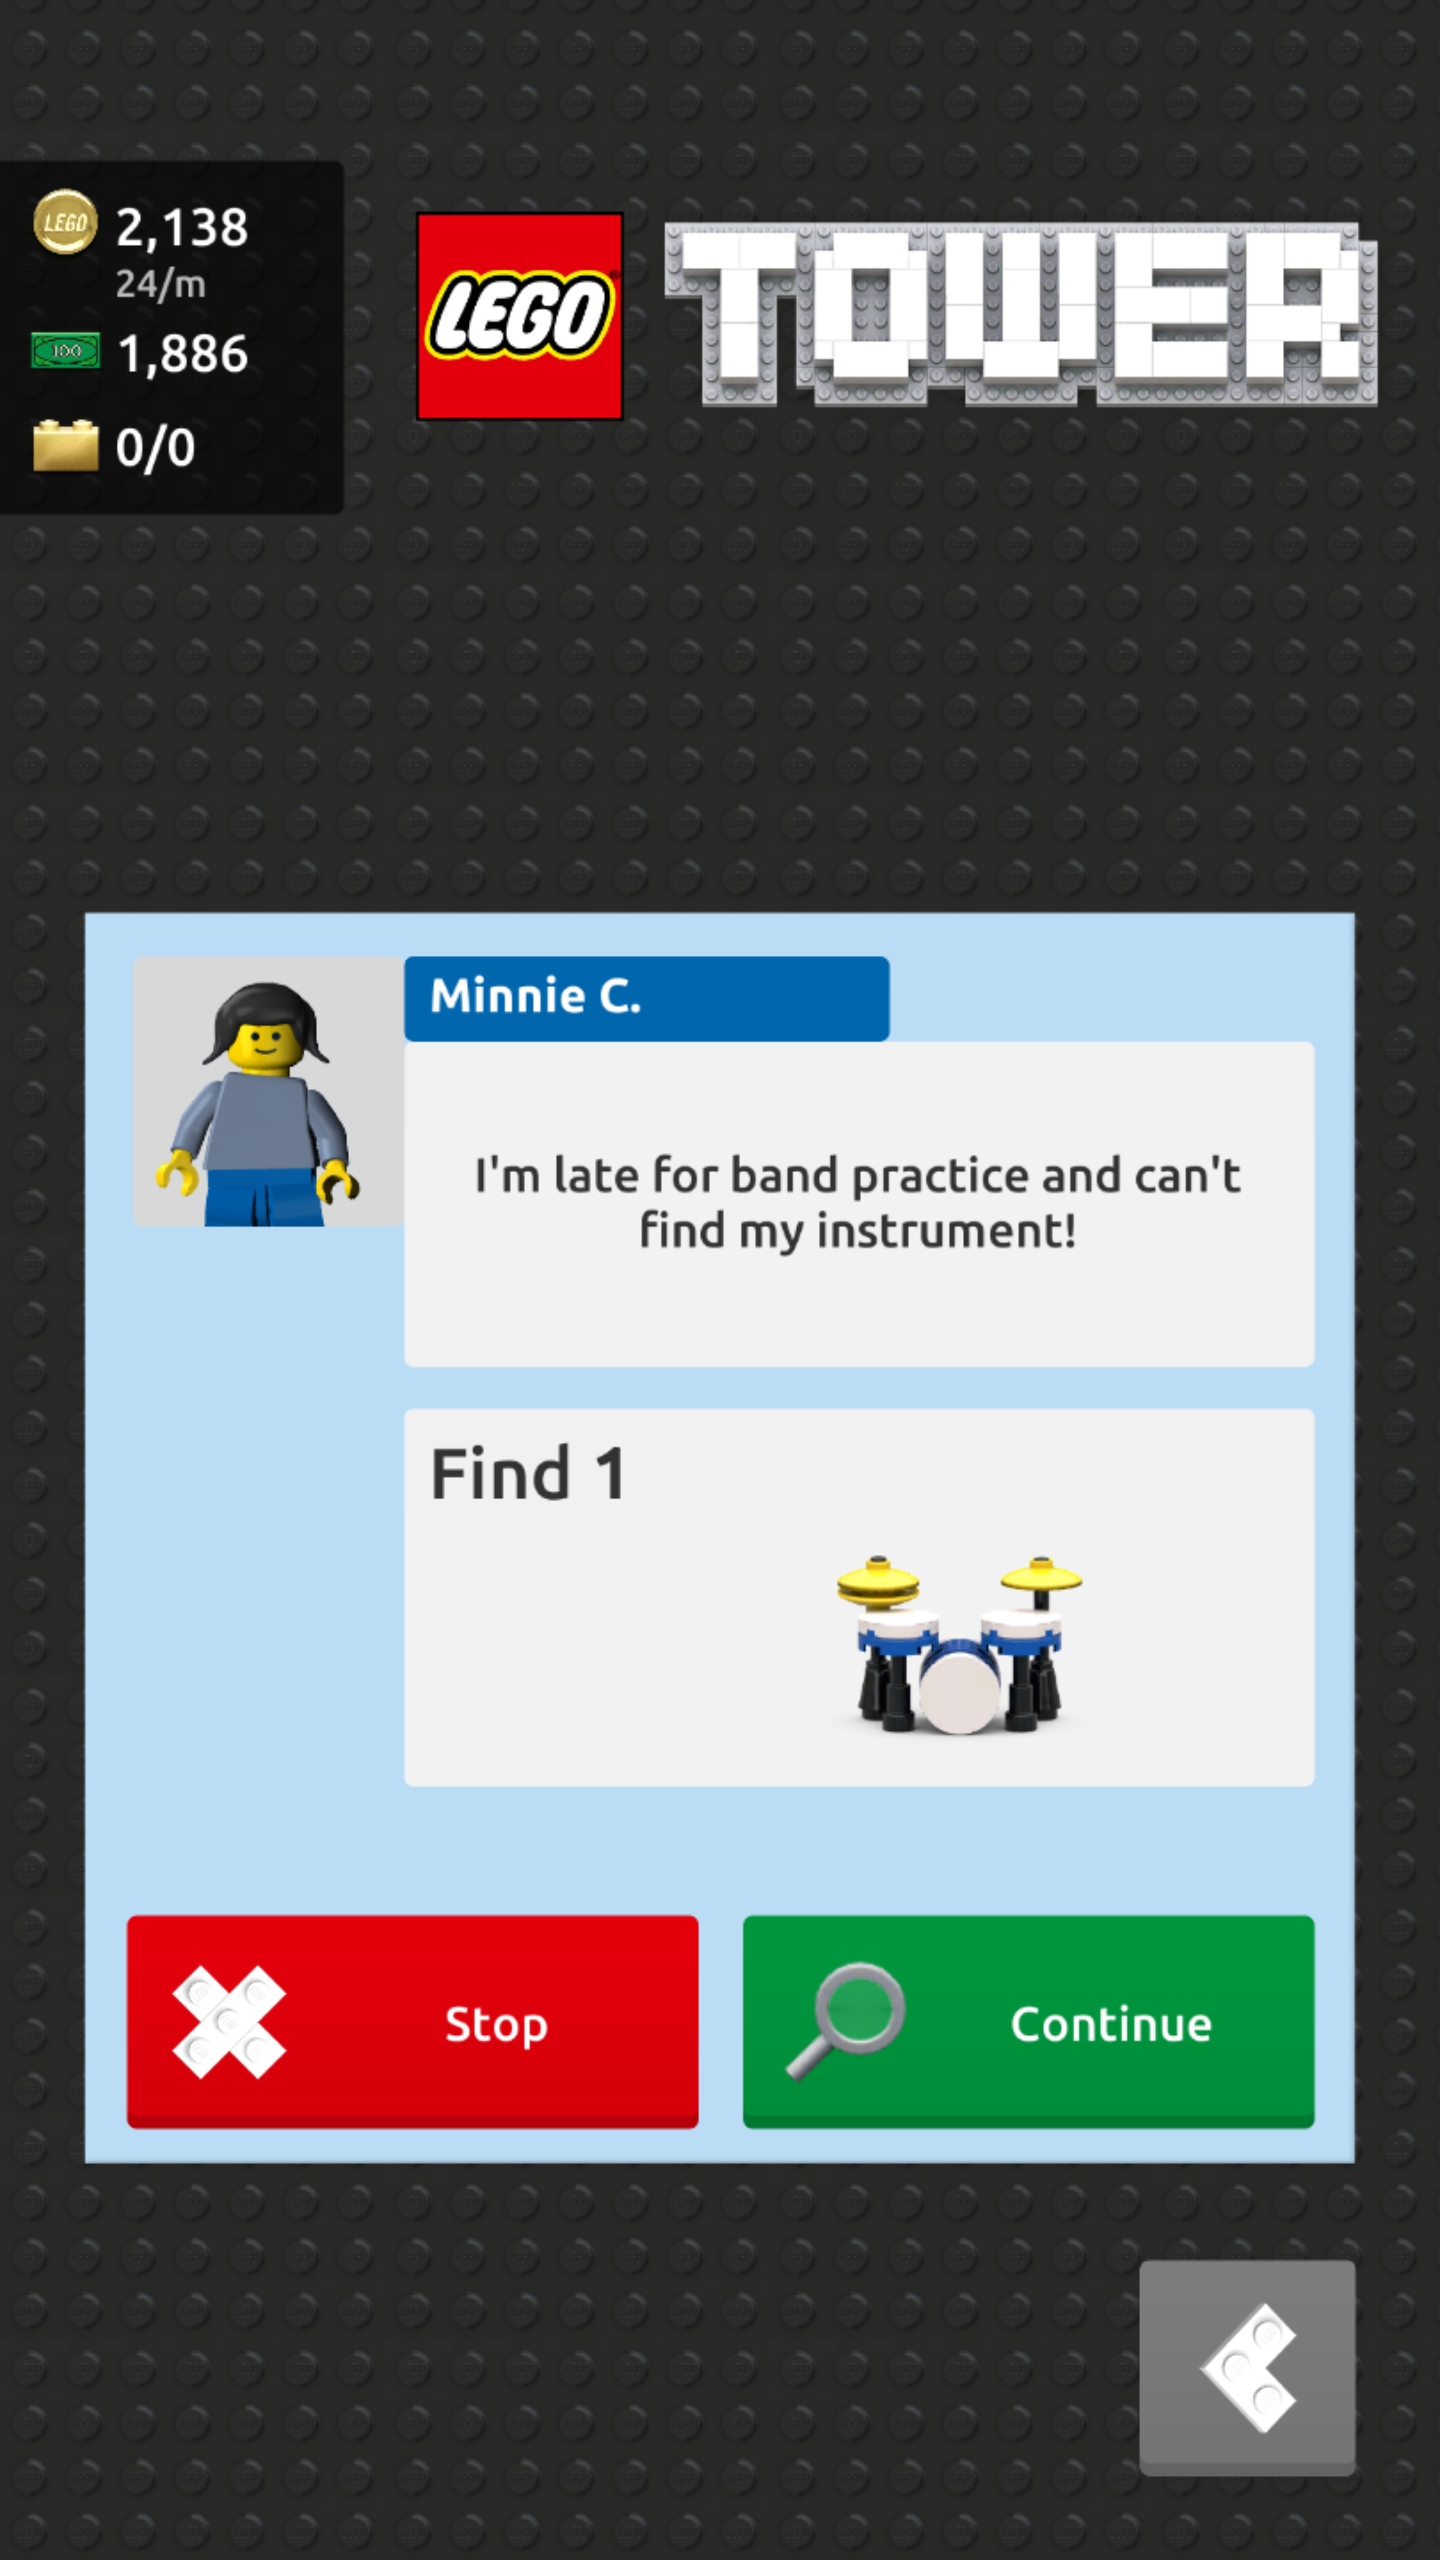 LEGO
2,138
24/m
100
1,886
0/0
LEGO
TOWER
Minnie C.
I'm late for band practice and can't
find my instrument!
Find 1
Stop
Continue